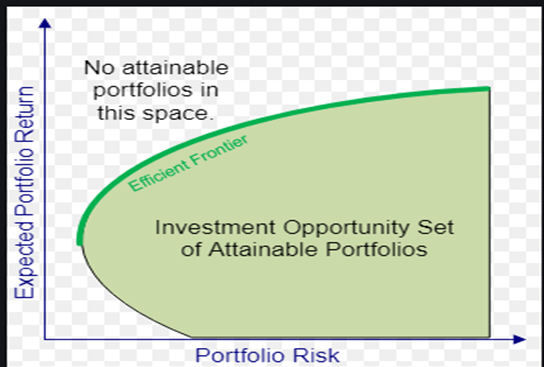 No attainable
portfolios in
this space.
Expected Portfolio Return
Efficient Frontier
Investment Opportunity Set
of Attainable Portfolios
Portfolio Risk